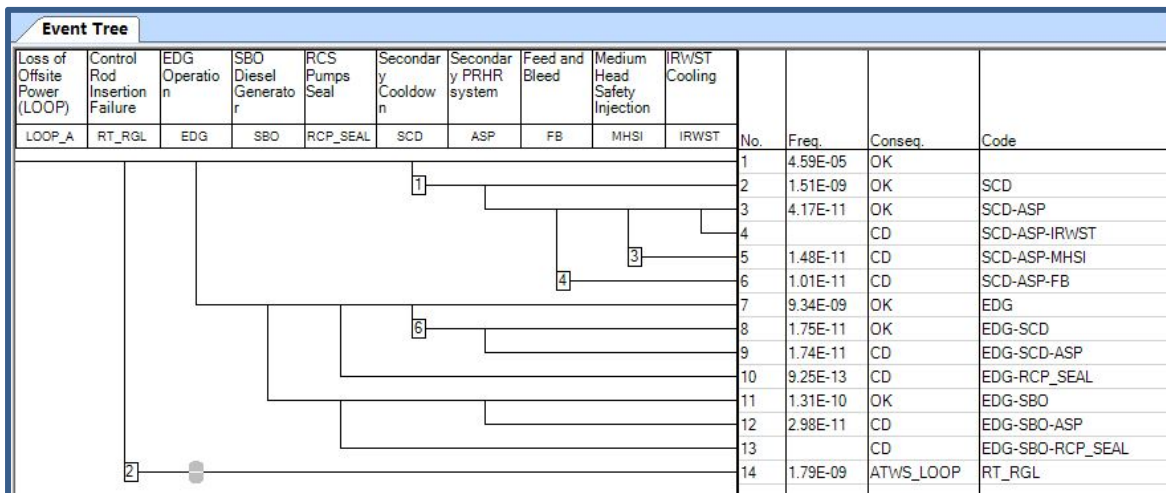 Event Tree
Loss of Offsite Power (LOOP)
Control Rod Insertion Failure
EDG Operatio n
SBO Diesel Generato r
RCS Pumps Seal
Secondar y Cooldow n
Secondar y PRHR system
Feed and Bleed
Medium Head Safety Injection
IRWST Cooling
LOOP_A RT_RGL EDG SBO RCP_SEAL SCD ASP FB MHSI IRWST No. Freq. Conseq. Code
1 4.59E-05 OK
1 2 1.51E-09 OK SCD
3 4.17E-11 OK SCD-ASP
4 CD SCD-ASP-IRWST
3 5 1.48E-11 CD SCD-ASP-MHSI
4 6 1.01E-11 CD SCD-ASP-FB
7 9.34E-09 OK EDG
6 8 1.75E-11 OK EDG-SCD
9 1.74E-11 CD EDG-SCD-ASP
10 9.25E-13 CD EDG-RCP_SEAL
11 1.31E-10 OK EDG-SBO
12 2.98E-11 CD EDG-SBO-ASP
13 CD EDG-SBO-RCP_SEAL
2 14 1.79E-09 ATWS_LOOP RT_RGL